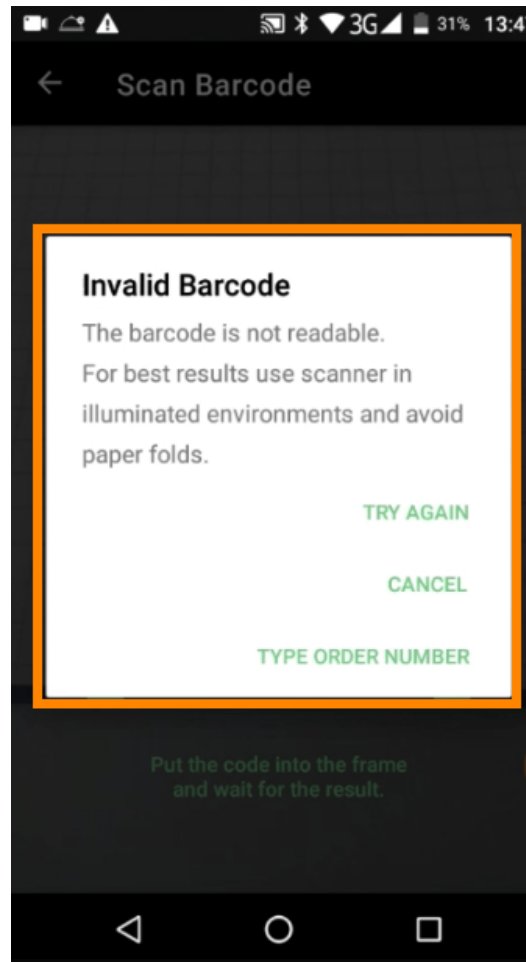 3G 31% 13:4
Scan Barcode
Invalid Barcode
The barcode is not readable.
For best results use scanner in
illuminated environments and avoid
paper folds.
TRY AGAIN
CANCEL
TYPE ORDER NUMBER
Put the code into the frame
and wait for the result.